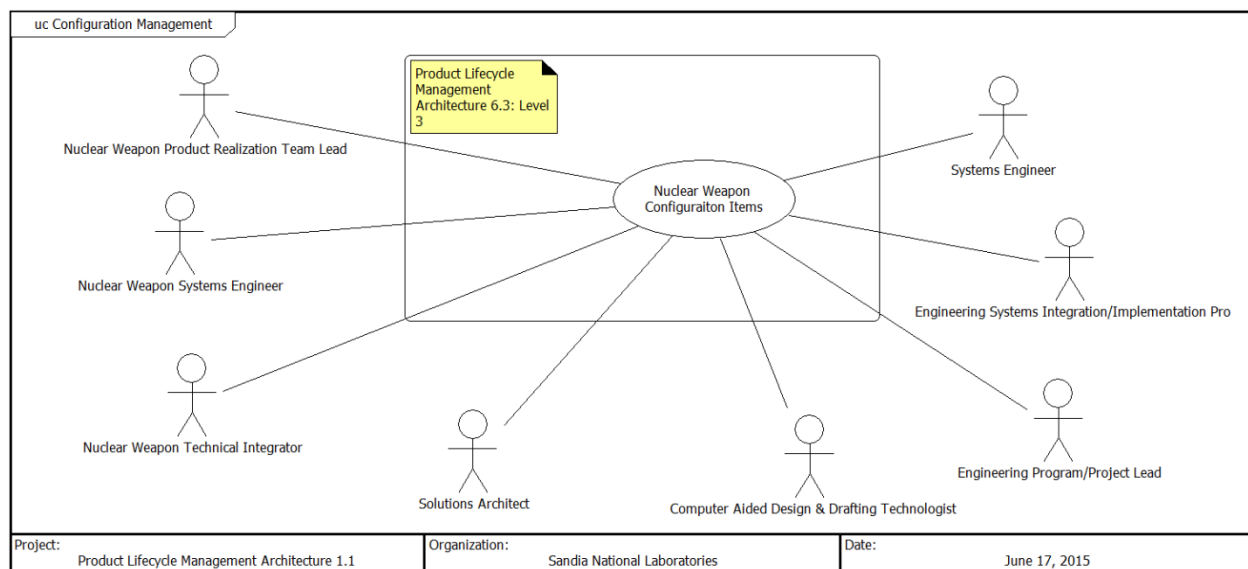 uc Configuration Management
Product Lifecycle
Management
Architecture 6.3: Level
3
Nuclear Weapon Product Realization Team Lead
Systems Engineer
Nuclear Weapon
Configuraiton Items
Nuclear Weapon Systems Engineer
Engineering Systems Integration/Implementation Pro
Nuclear Weapon Technical Integrator
Engineering Program/Project Lead
Solutions Architect
Computer Aided Design & Drafting Technologist
Project:
Product Lifecycle Management Architecture 1.1
Organization:
Sandia National Laboratories
Date:
June 17, 2015